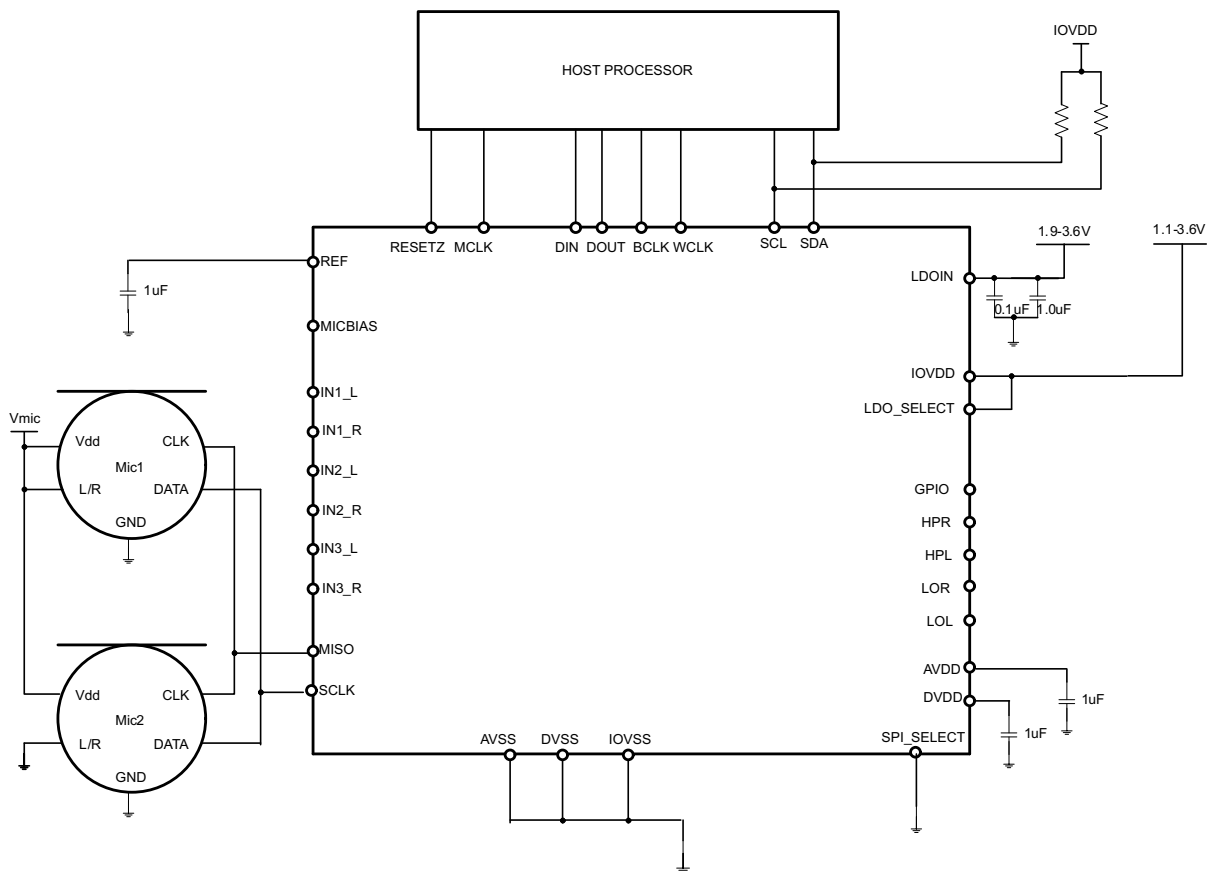 IOVDD
HOST PROCESSOR
RESETZ MCLK DIN DOUT BCLK WCLK SCL SDA
1.9-3.6V 1.1-3.6V
REF
LDOIN
1uF
0.1uF 1.0uF
MICBIAS
IOVDD
IN1_L
LDO_SELECT
Vmic
Vdd CLK
IN1_R
Mic1
IN2_L
L/R DATA
GPIO
IN2_R
GND
HPR
IN3_L
HPL
IN3_R
LOR
LOL
MISO
AVDD
SCLK
Vdd CLK
DVDD
1uF
Mic2
1uF
L/R DATA
AVSS DVSS IOVSS
SPI_SELECT
GND